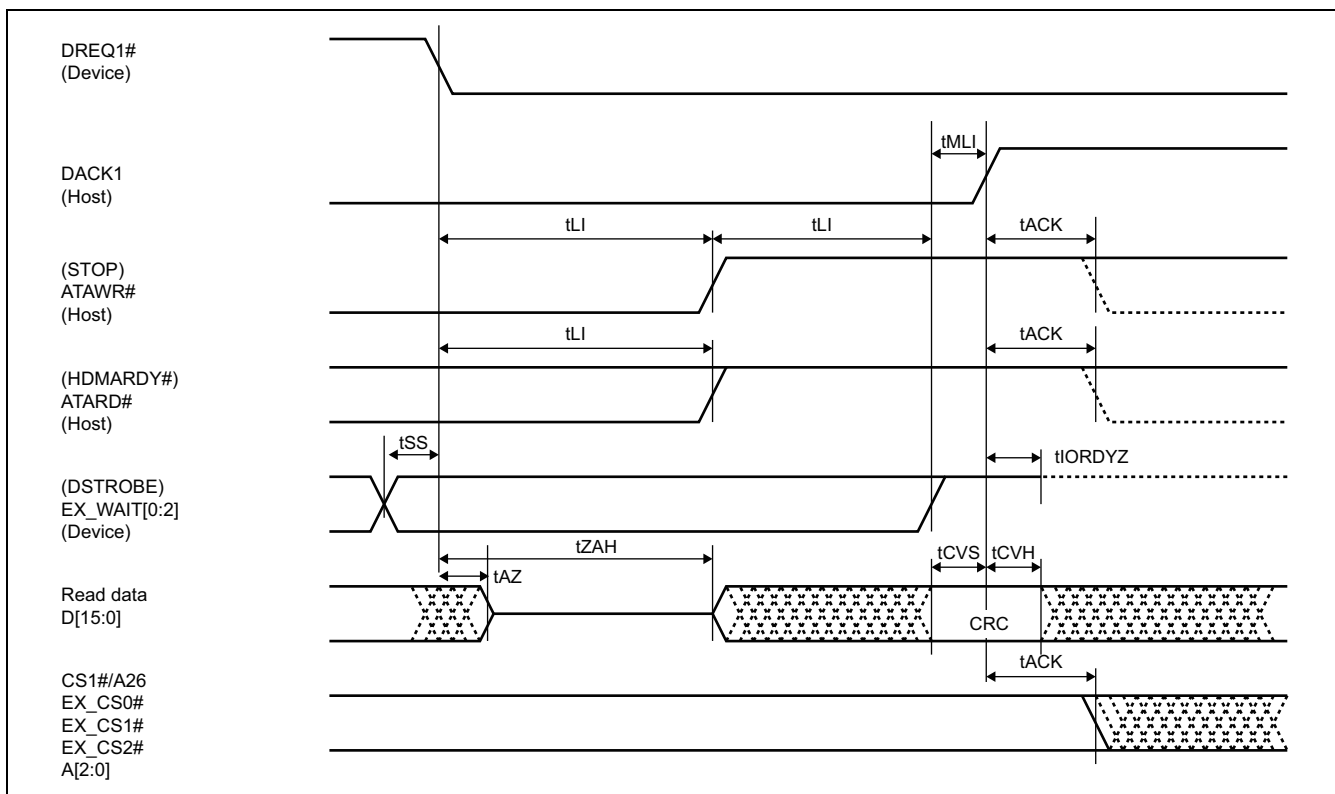 DREQ1#
(Device)
tMLI
DACK1
(Host)
tLI
tLI
tACK
(STOP)
ATAWR#
(Host)
tLI
tACK
(HDMARDY#)
ATARD#
(Host)
tSS
tIORDYZ
(DSTROBE)
EX_WAIT[0:2]
(Device)
tZAH
tCVS
tCVH
tAZ
Read data
D[15:0]
CRC
tACK
CS1#/A26
EX_CS0#
EX_CS1#
EX_CS2#
A[2:0]